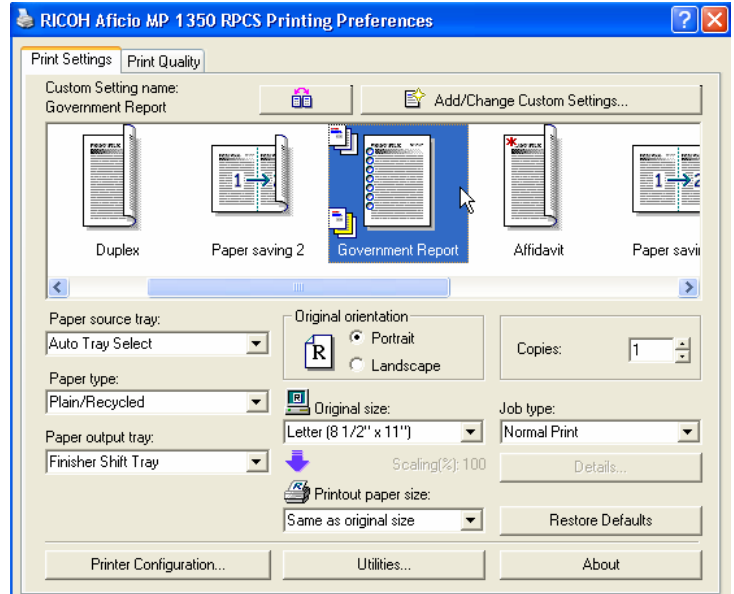 RICOH Aficio MP 1350 RPCS Printing Preferences
Print Settings
Print Quality
Custom Setting name:
Government Report
Add/Change Custom Settings...
1
2
1
Duplex
Paper saving 2
Government Report
Affidavit
Paper savi
Paper source tray:
Auto Tray Select
Original orientation
R
Portrait
Landscape
Copies:
1
Paper type:
Plain/Recycled
R
Original size:
Letter (8 1/2" x 11")
Job type:
Normal Print
Paper output tray:
Finisher Shift Tray
Scaling(%): 100
Details...
R
Printout paper size:
Same as original size
Restore Defaults
Printer Configuration...
Utilities...
About